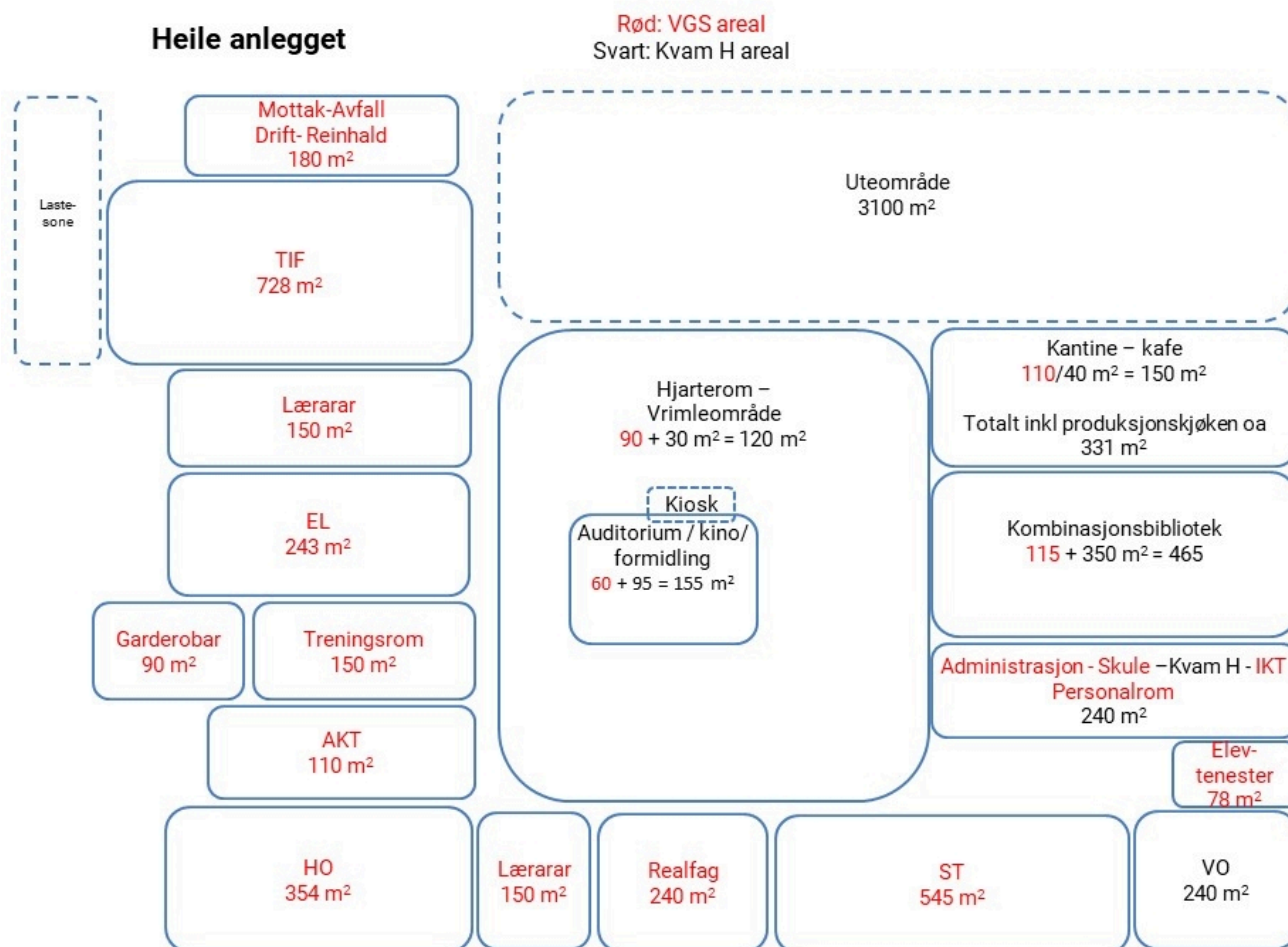 Heile anlegget
Rød: VGS areal
Svart: Kvam H areal
Laste-
sone
Mottak-Avfall
Drift- Reinhald
180 m²
TIF
728 m²
Lærarar
150 m²
EL
243 m²
Garderobar
90 m²
Treningsrom
150 m²
AKT
110 m²
HO
354 m²
Uteområde
3100 m²
Hjarterom –
Vrimleområde
90 + 30 m² = 120 m²
Kiosk
Auditorium / kino/
formidling
60 + 95 = 155 m²
Kantine – kafe
110/40 m² = 150 m²
Totalt inkl produksjonskjøken oa
331 m²
Kombinasjonsbibliotek
115 + 350 m² = 465
Administrasjon - Skule –Kvam H - IKT
Personalrom
240 m²
Elev-
tenester
78 m²
Lærarar
150 m²
Realfag
240 m²
ST
545 m²
VO
240 m²